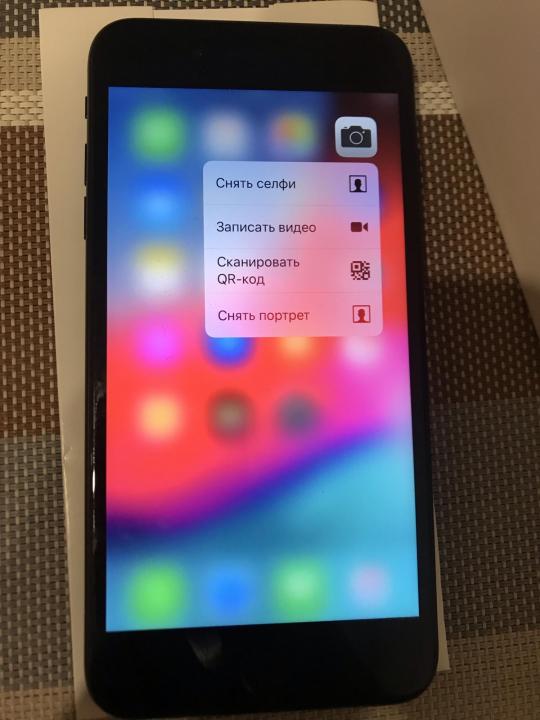 Снять селфи
Записать видео
Сканировать
QR-код
Снять портрет